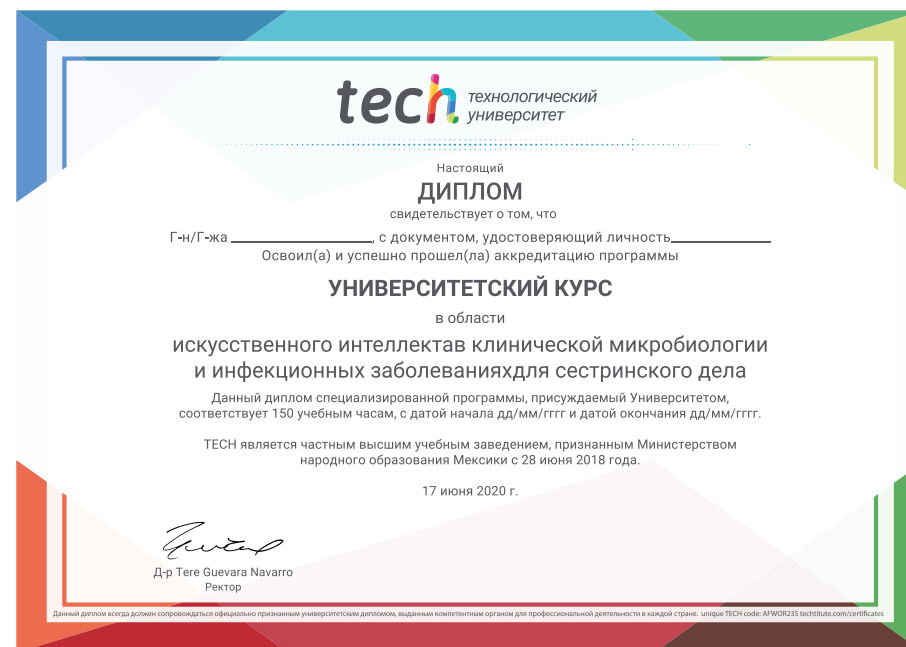 tech технологический
университет
Настоящий
ДИПЛОМ
свидетельствует о том, что
Г-н/Г-жа ____________________, с документом, удостоверяющий личность______________
Освоил(а) и успешно прошел(ла) аккредитацию программы
УНИВЕРСИТЕТСКИЙ КУРС
в области
искусственного интеллектав клинической микробиологии
и инфекционных заболеванияхдля сестринского дела
Данный диплом специализированной программы, присуждаемый Университетом,
соответствует 150 учебным часам, с датой начала дд/мм/гггг и датой окончания дд/мм/гггг.
TECH является частным высшим учебным заведением, признанным Министерством
народного образования Мексики с 28 июня 2018 года.
17 июня 2020 г.
Д-р Tere Guevara Navarro
Ректор
Данный диплом всегда должен сопровождаться официально признанным университетским дипломом, выданным компетентным органом для профессиональной деятельности в каждой стране. unique TECH code: AFWOR23S techtitute.com/certificates